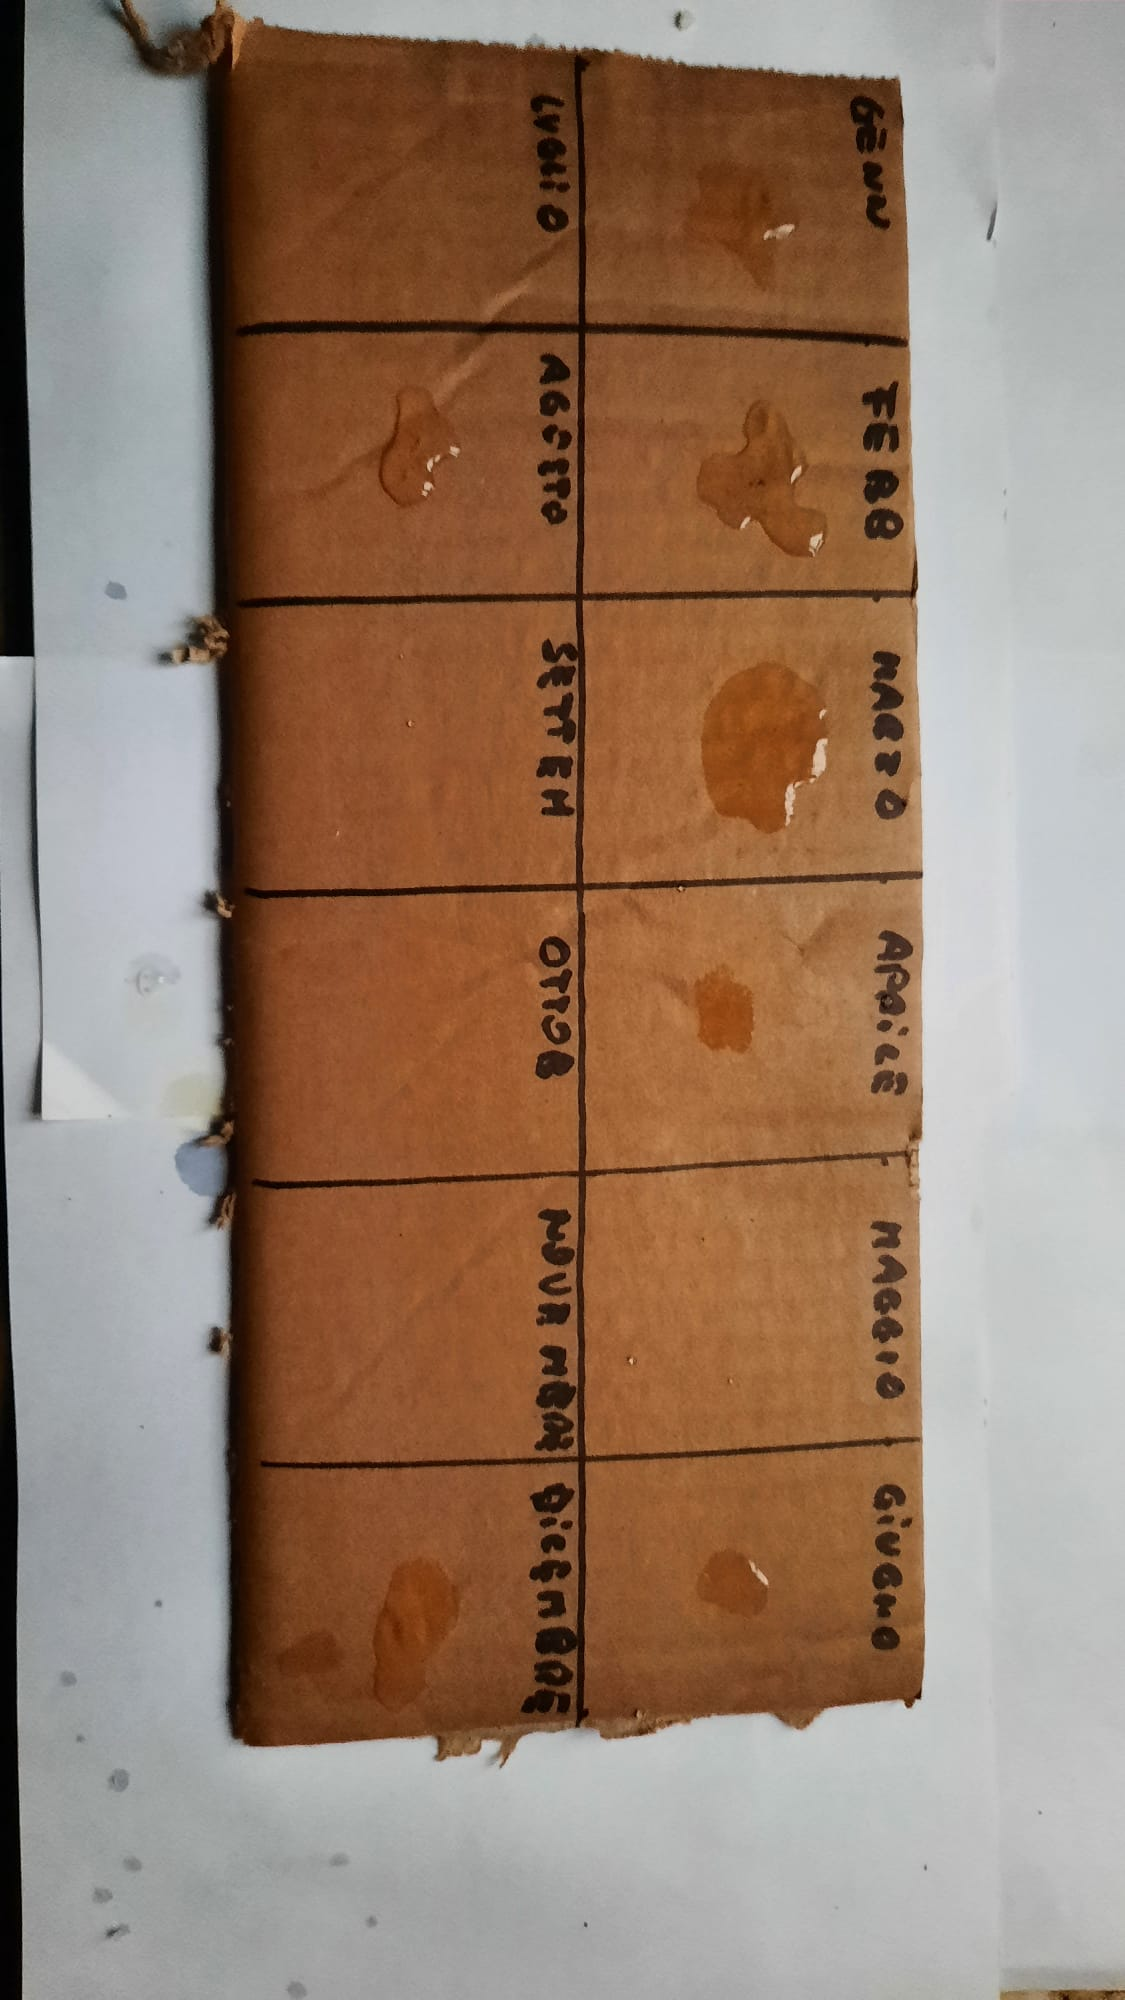 GENN FEBB MARZO APRILE MAGGIO GIUGNO
LUGLIO AGOSTO SETTEM OTTOB NOVEMBRE DICEMBRE